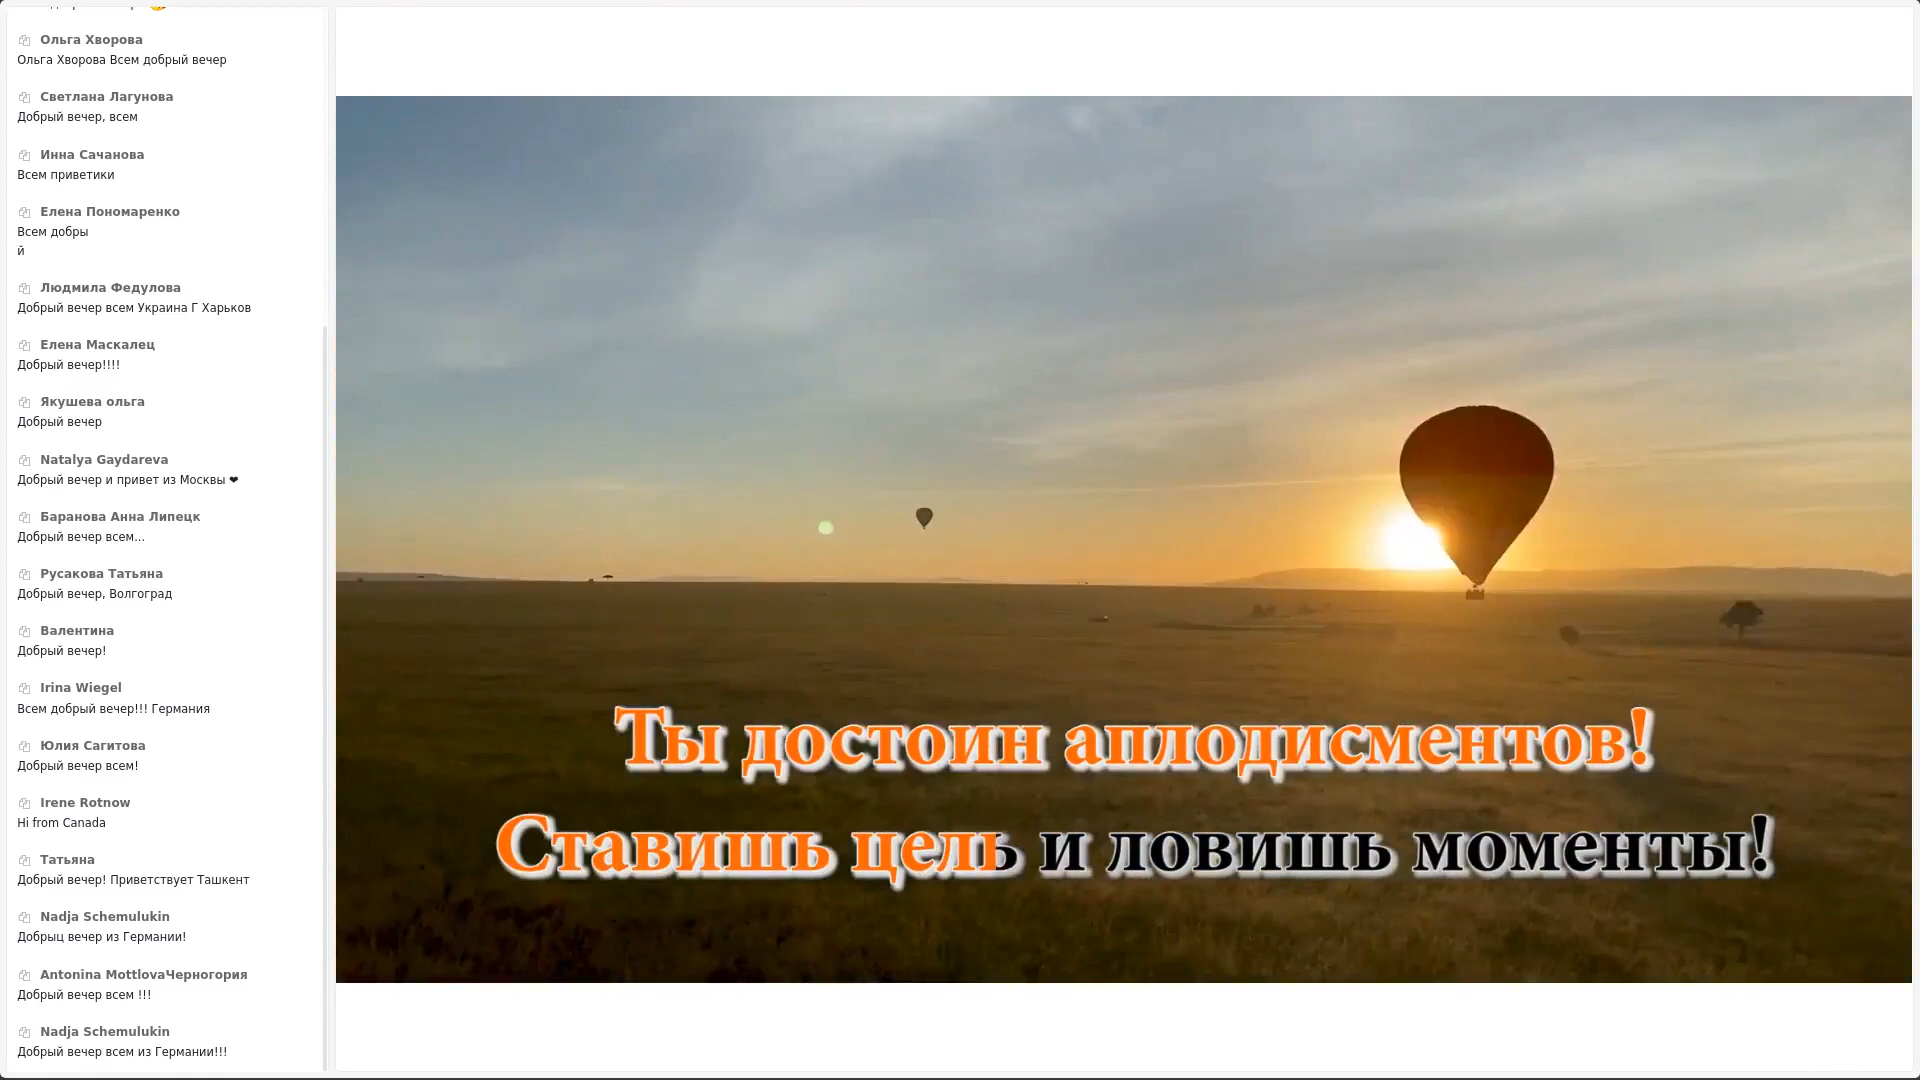 Ольга Хворова
Ольга Хворова Всем добрый вечер
Светлана Лагунова
Добрый вечер, всем
Инна Сачанова
Всем приветики
Елена Пономаренко
Всем добры
й
Людмила Федулова
Добрый вечер всем Украина Г Харьков
Елена Маскалец
Добрый вечер!!!!
Якушева ольга
Добрый вечер
Natalya Gaydareva
Добрый вечер и привет из Москвы ❤
Баранова Анна Липецк
Добрый вечер всем...
Русакова Татьяна
Добрый вечер, Волгоград
Валентина
Добрый вечер!
Irina Wiegel
Всем добрый вечер!!! Германия
Юлия Сагитова
Добрый вечер всем!
Irene Rotnow
Hi from Canada
Татьяна
Добрый вечер! Приветствует Ташкент
Nadja Schemulukin
Добрыц вечер из Германии!
Antonina MottlovaЧерногория
Добрый вечер всем !!!
Nadja Schemulukin
Добрый вечер всем из Германии!!!
Ты достоин аплодисментов!
Ставишь цель и ловишь моменты!